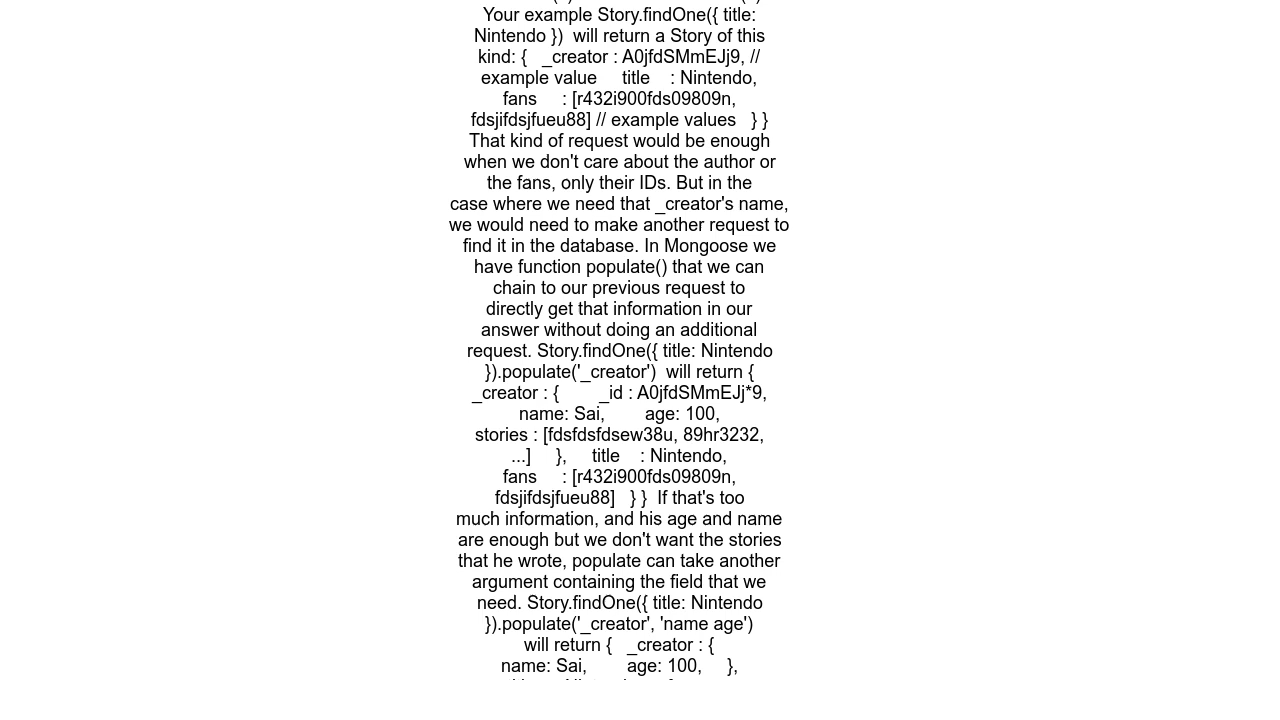 Your example Story.findOne({ title:
Nintendo })  will return a Story of this
kind: {   _creator : A0jfdSMmEJj9, //
example value     title    : Nintendo,
fans     : [r432i900fds09809n,
fdsjifdsjfueu88] // example values   } }
That kind of request would be enough
when we don't care about the author or
the fans, only their IDs. But in the
case where we need that _creator's name,
we would need to make another request to
find it in the database. In Mongoose we
have function populate() that we can
chain to our previous request to
directly get that information in our
answer without doing an additional
request. Story.findOne({ title: Nintendo
}).populate('_creator')  will return {
_creator : {        _id : A0jfdSMmEJj*9,
name: Sai,        age: 100,
stories : [fdsfdsfdsew38u, 89hr3232,
...]     },     title    : Nintendo,
fans     : [r432i900fds09809n,
fdsjifdsjfueu88]   } }  If that's too
much information, and his age and name
are enough but we don't want the stories
that he wrote, populate can take another
argument containing the field that we
need. Story.findOne({ title: Nintendo
}).populate('_creator', 'name age')
will return {   _creator : {
name: Sai,        age: 100,     },